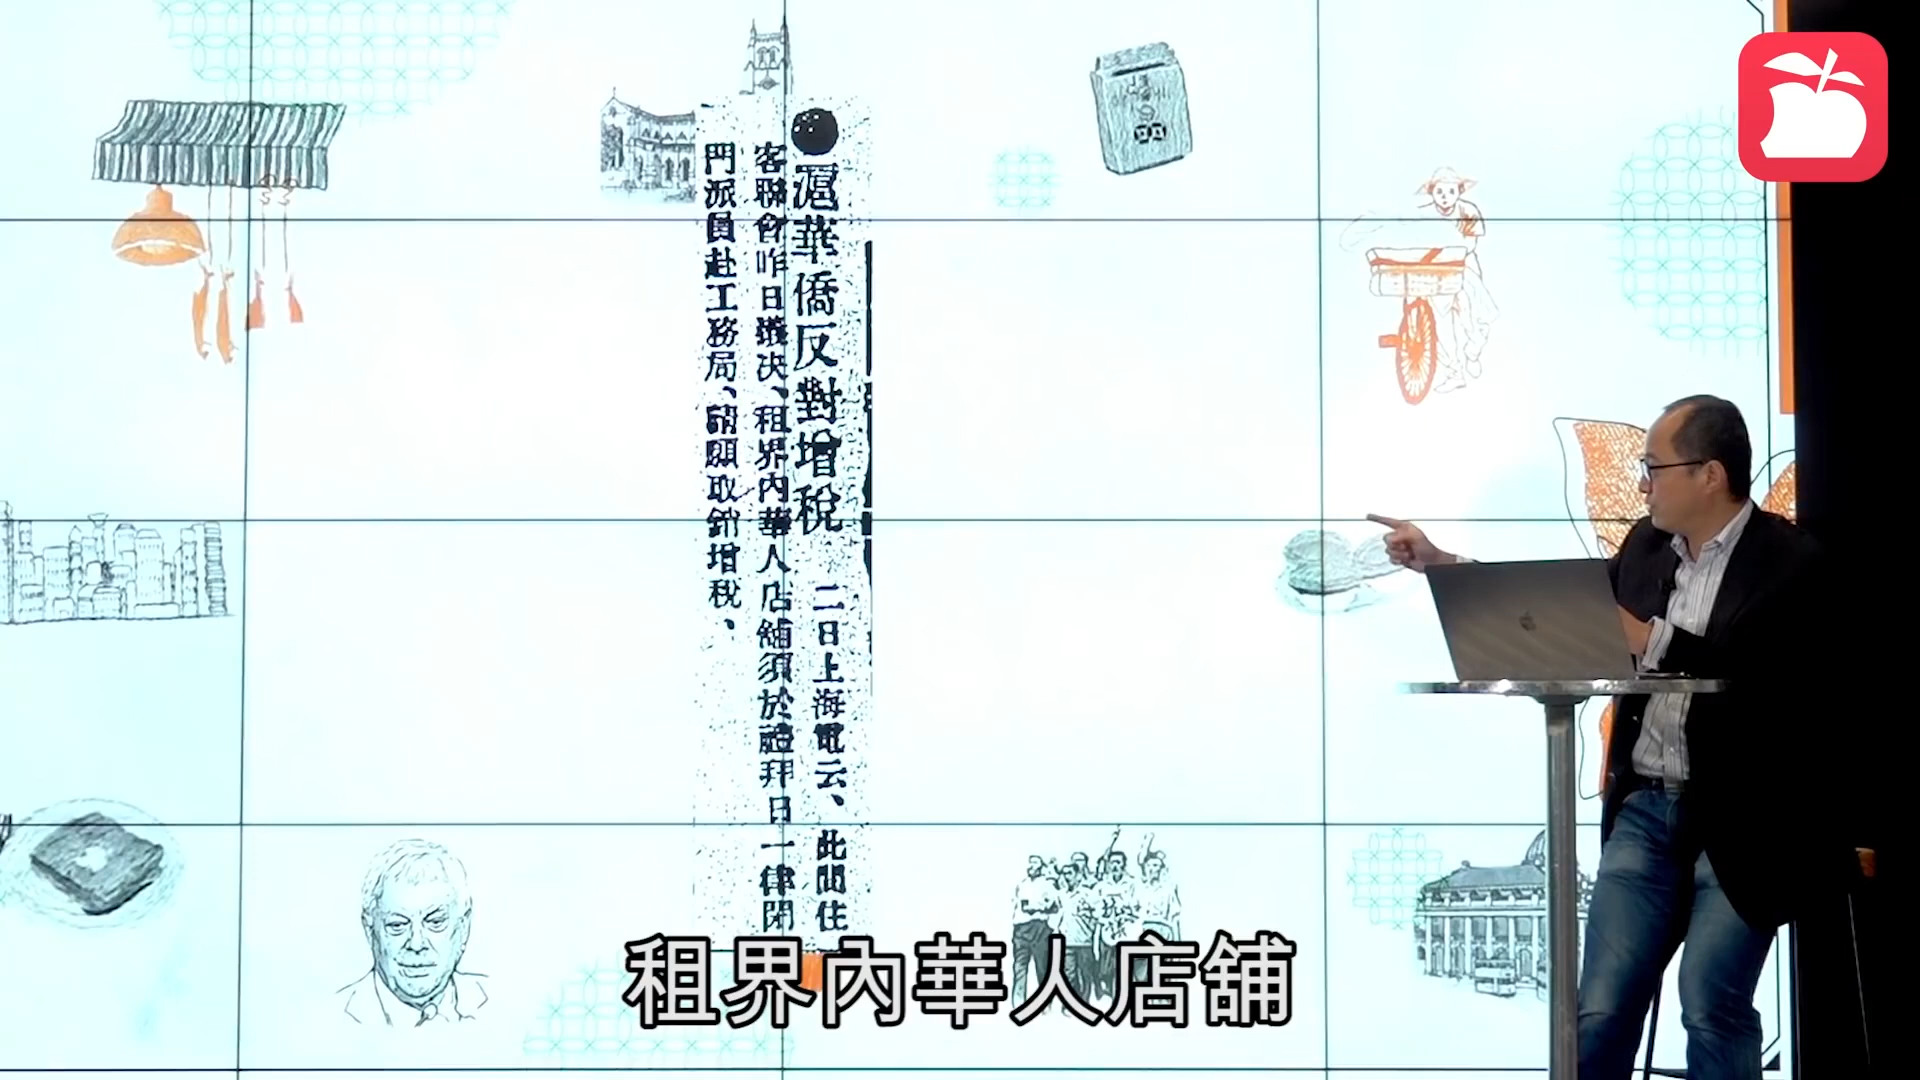 ●滬華僑反對增稅　二日上海電云、此間住
客聯會昨日議决、租界內華人店舖須於禮拜日一律閉
門派員赴工務局、請願取銷增稅、
租界內華人店舖